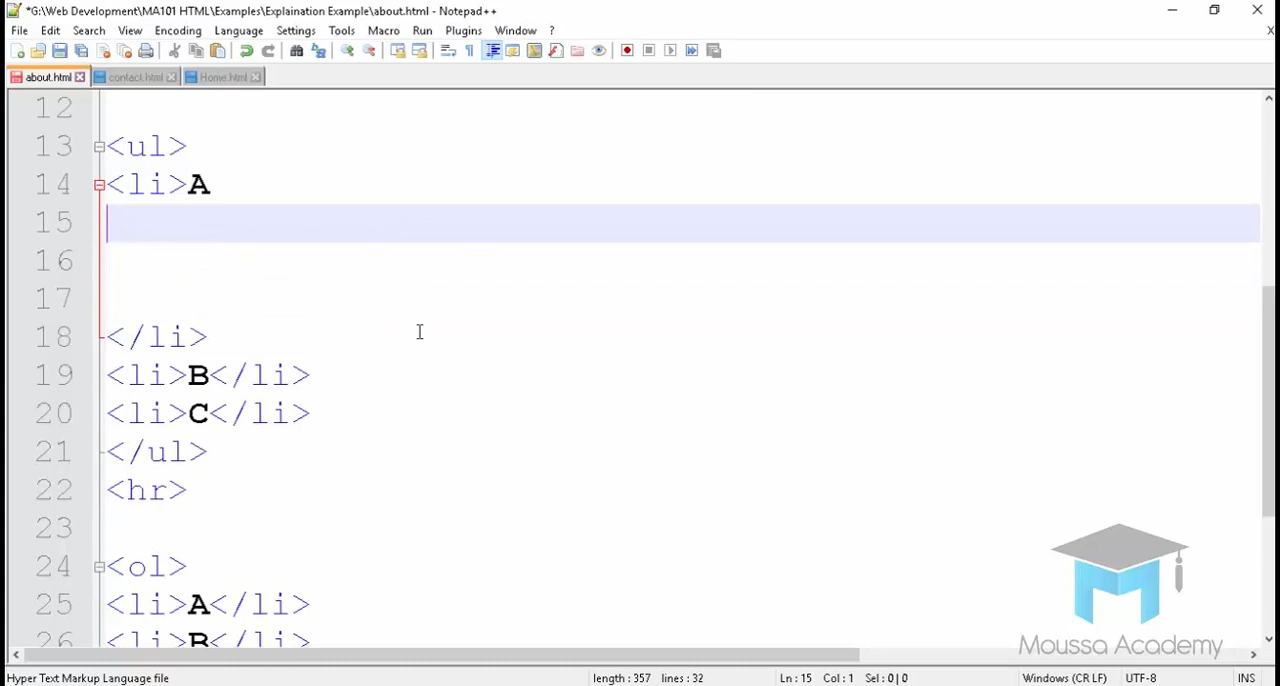 *G:\Web Development\MA101 HTML\Examples\Explaination Example\about.html - Notepad++
File Edit Search View Encoding Language Settings Tools Macro Run Plugins Window ? X
about.html contact.html Home.html
12
13 <ul>
14 <li>A
15
16
17
18 </li>
19 <li>B</li>
20 <li>C</li>
21 </ul>
22 <hr>
23
24 <ol>
25 <li>A</li>
26 <li>B</li>
Moussa Academy
Hyper Text Markup Language file length : 357 lines : 32 Ln : 15 Col : 1 Sel : 0 | 0 Windows (CR LF) UTF-8 INS